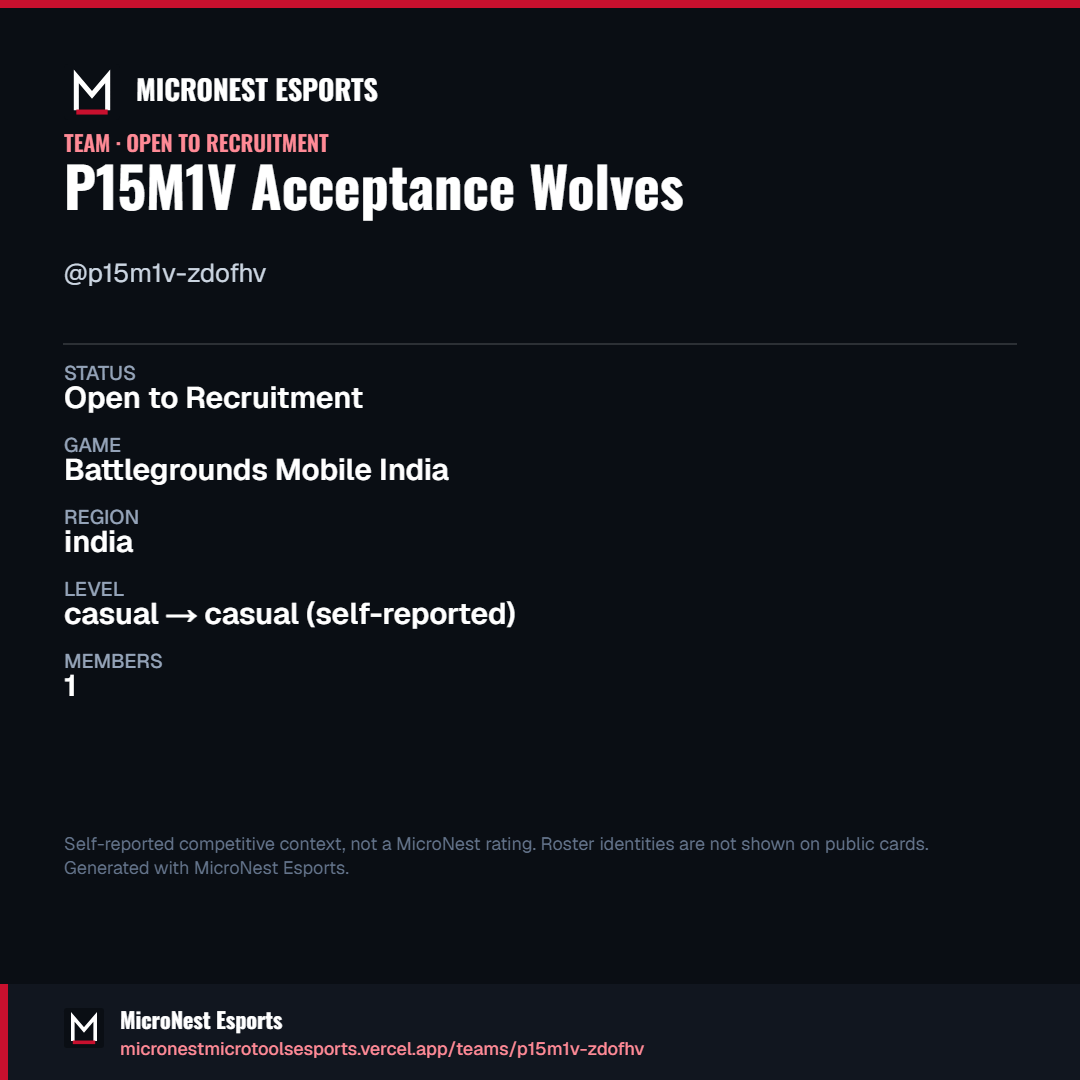 MICRONEST ESPORTS
TEAM · OPEN TO RECRUITMENT
P15M1V Acceptance Wolves
@p15m1v-zdofhv
STATUS
Open to Recruitment
GAME
Battlegrounds Mobile India
REGION
india
LEVEL
casual → casual (self-reported)
MEMBERS
1
Self-reported competitive context, not a MicroNest rating. Roster identities are not shown on public cards.
Generated with MicroNest Esports.
MicroNest Esports
micronestmicrotoolsesports.vercel.app/teams/p15m1v-zdofhv